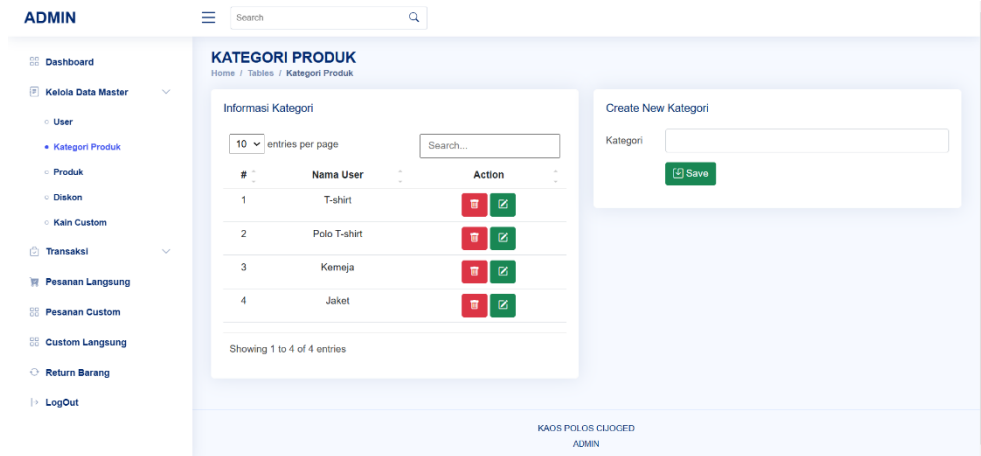 ADMIN
Search
Dashboard
Kelola Data Master
User
Kategori Produk
Produk
Diskon
Kain Custom
Transaksi
Pesanan Langsung
Pesanan Custom
Custom Langsung
Return Barang
LogOut
KATEGORI PRODUK
Home / Tables / Kategori Produk
Informasi Kategori
10 entries per page
Search...
# Nama User Action
1 T-shirt
2 Polo T-shirt
3 Kemeja
4 Jaket
Showing 1 to 4 of 4 entries
Create New Kategori
Kategori
Save
KAOS POLOS CIJOGED
ADMIN